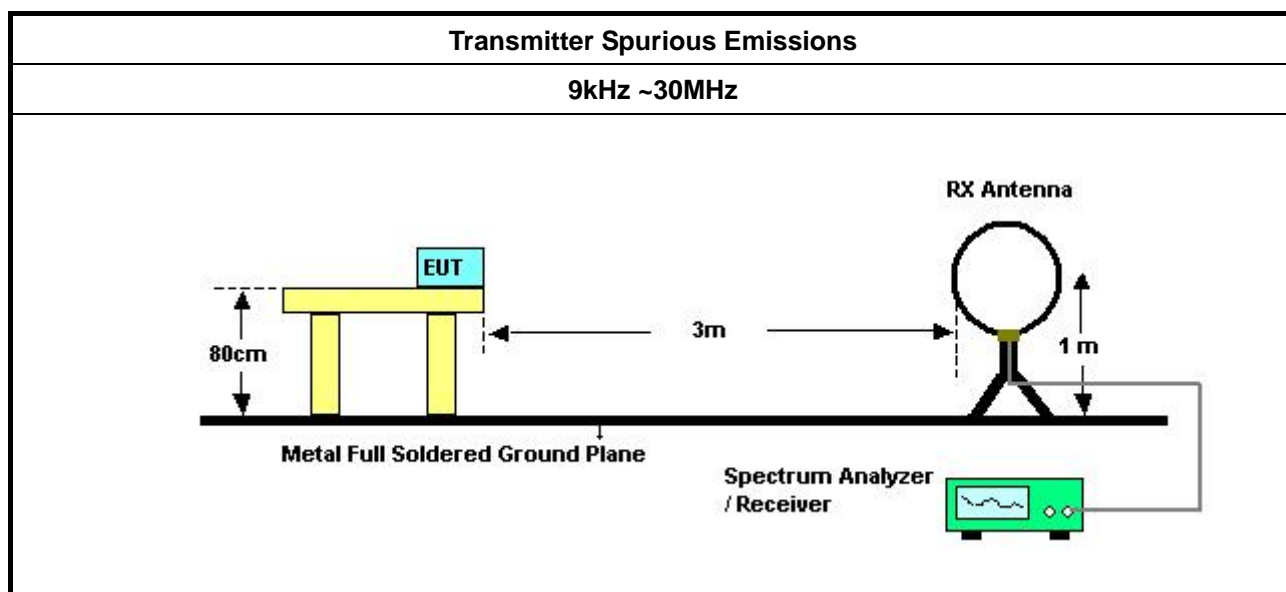 Transmitter Spurious Emissions
9kHz ~30MHz
RX Antenna
EUT
3m
80cm
1 m
Metal Full Soldered Ground Plane
Spectrum Analyzer
/ Receiver